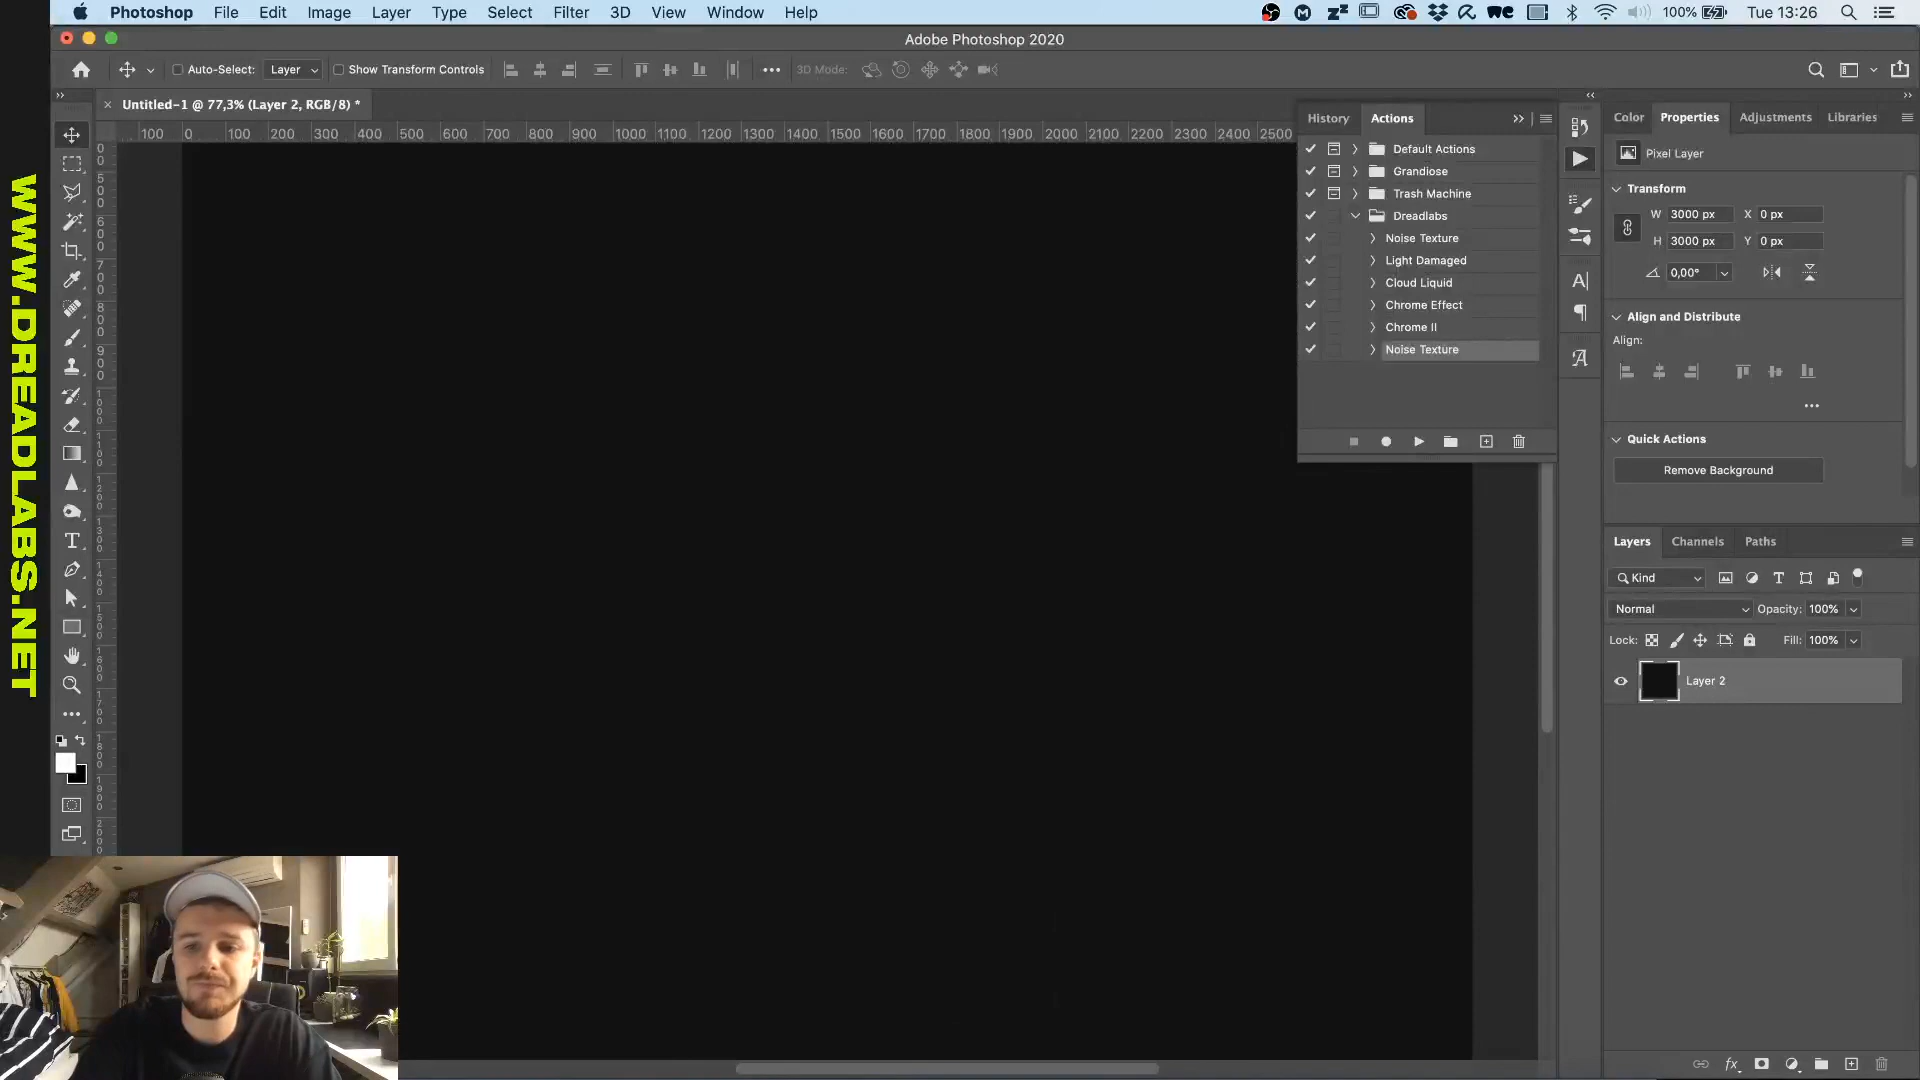 Photoshop File Edit Image Layer Type Select Filter 3D View Window Help 100% Tue 13:26
Adobe Photoshop 2020
Auto-Select: Layer Show Transform Controls 3D Mode:
Untitled-1 @ 77,3% (Layer 2, RGB/8) *
100 0 100 200 300 400 500 600 700 800 900 1000 1100 1200 1300 1400 1500 1600 1700 1800 1900 2000 2100 2200 2300 2400 2500
WWW.DREADLABS.NET
History Actions
Default Actions
Grandiose
Trash Machine
Dreadlabs
Noise Texture
Light Damaged
Cloud Liquid
Chrome Effect
Chrome II
Noise Texture
Color Properties Adjustments Libraries
Pixel Layer
Transform
W 3000 px X 0 px
H 3000 px Y 0 px
0,00°
Align and Distribute
Align:
Quick Actions
Remove Background
Layers Channels Paths
Kind
Normal Opacity: 100%
Lock: Fill: 100%
Layer 2